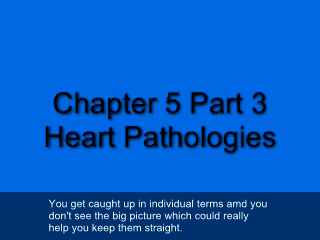 Chapter 5 Part 3
Heart Pathologies
You get caught up in individual terms amd you
don't see the big picture which could really
help you keep them straight.